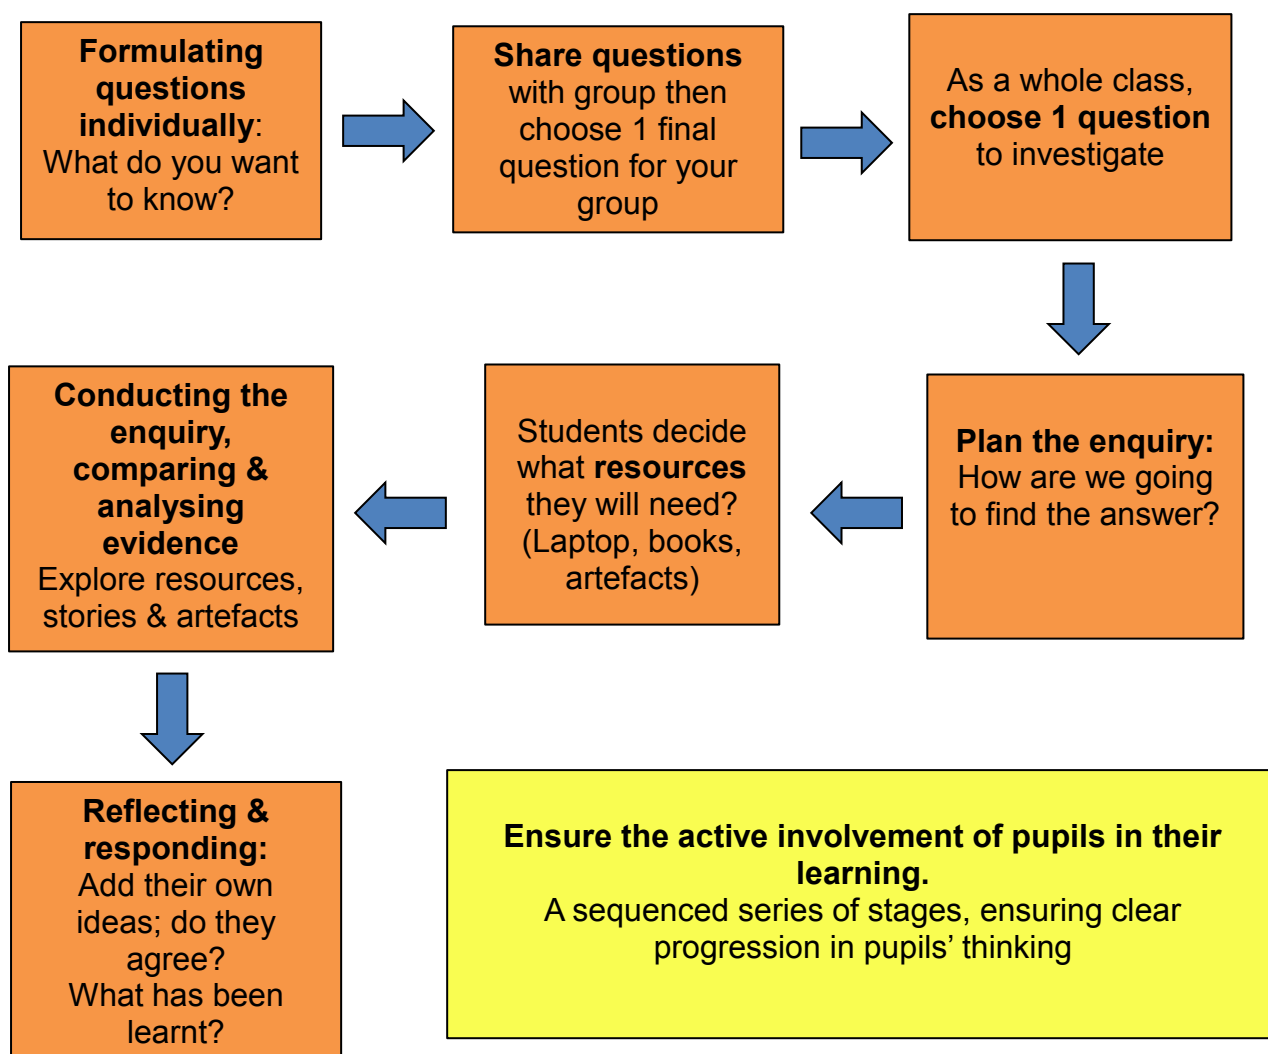 Formulating
questions
individually:
What do you want
to know?
Share questions
with group then
choose 1 final
question for your
group
As a whole class,
choose 1 question
to investigate
Plan the enquiry:
How are we going
to find the answer?
Students decide
what resources
they will need?
(Laptop, books,
artefacts)
Conducting the
enquiry,
comparing &
analysing
evidence
Explore resources,
stories & artefacts
Reflecting &
responding:
Add their own
ideas; do they
agree?
What has been
learnt?
Ensure the active involvement of pupils in their
learning.
A sequenced series of stages, ensuring clear
progression in pupils’ thinking